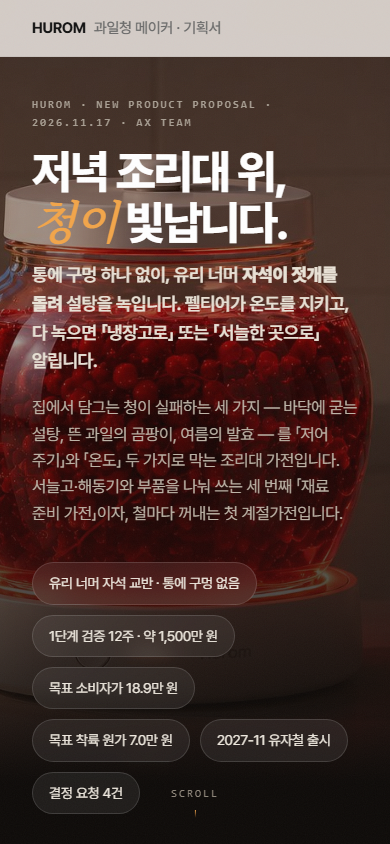 HUROM 과일청 메이커 · 기획서
HUROM · NEW PRODUCT PROPOSAL ·
2026.11.17 · AX TEAM
저녁 조리대 위,
청이 빛납니다.
통에 구멍 하나 없이, 유리 너머 자석이 젓개를
돌려 설탕을 녹입니다. 펠티어가 온도를 지키고,
다 녹으면 「냉장고로」 또는 「서늘한 곳으로」
알립니다.
집에서 담그는 청이 실패하는 세 가지 — 바닥에 굳는
설탕, 뜬 과일의 곰팡이, 여름의 발효 — 를 「저어
주기」와 「온도」 두 가지로 막는 조리대 가전입니다.
서늘고·해동기와 부품을 나눠 쓰는 세 번째 「재료
준비 가전」이자, 철마다 꺼내는 첫 계절가전입니다.
유리 너머 자석 교반 · 통에 구멍 없음
1단계 검증 12주 · 약 1,500만 원
목표 소비자가 18.9만 원
목표 착륙 원가 7.0만 원
2027-11 유자철 출시
결정 요청 4건
SCROLL